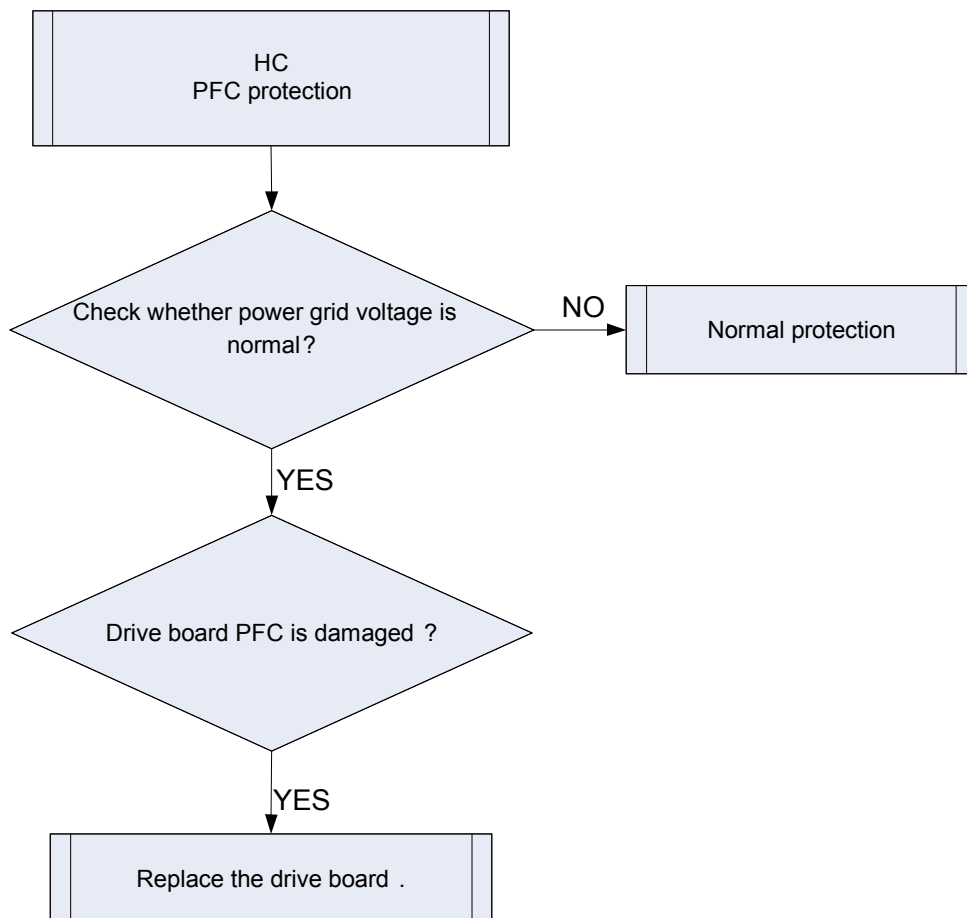 HC
PFC protection
Check whether power grid voltage is
normal?
NO
Normal protection
YES
Drive board PFC is damaged ?
YES
Replace the drive board .